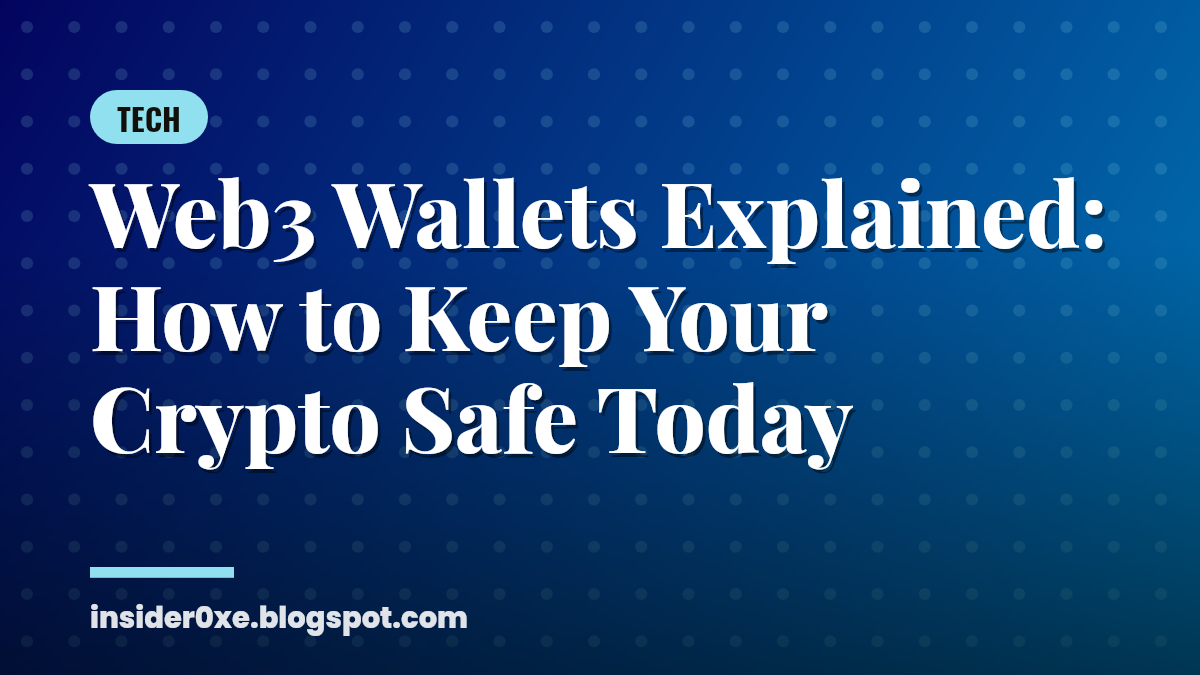 TECH
Web3 Wallets Explained:
How to Keep Your
Crypto Safe Today
insider0xe.blogspot.com